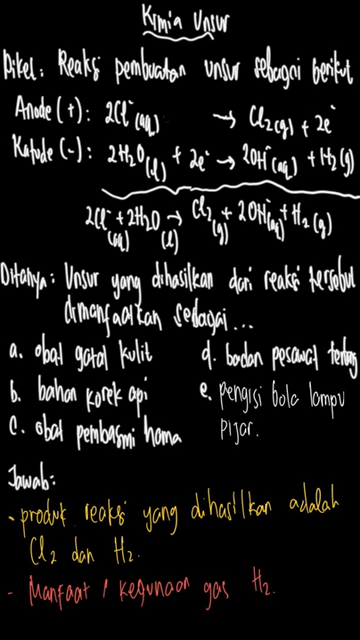 Kimia Unsur
Diket: Reaksi pembuatan unsur sebagai berikut
Anode (+): 2Cl⁻(aq) → Cl₂(g) + 2e⁻
Katode (-): 2H₂O(l) + 2e⁻ → 2OH⁻(aq) + H₂(g)
2Cl⁻(aq) + 2H₂O(l) → Cl₂(g) + 2OH⁻(aq) + H₂(g)
Ditanya: Unsur yang dihasilkan dari reaksi tersebut
dimanfaatkan sebagai ...
a. obat gatal kulit
b. bahan korek api
c. obat pembasmi hama
d. badan pesawat terbang
e. pengisi bola lampu
pijar.
Jawab:
- produk reaksi yang dihasilkan adalah
Cl₂ dan H₂.
- Manfaat / kegunaan gas H₂.